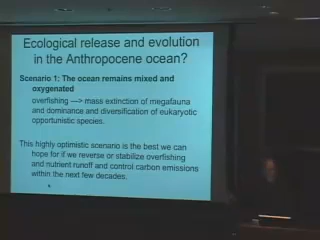 Ecological release and evolution
in the Anthropocene ocean?
Scenario 1: The ocean remains mixed and
oxygenated
overfishing —> mass extinction of megafauna
and dominance and diversification of eukaryotic
opportunistic species.
This highly optimistic scenario is the best we can
hope for if we reverse or stabilize overfishing
and nutrient runoff and control carbon emissions
within the next few decades.